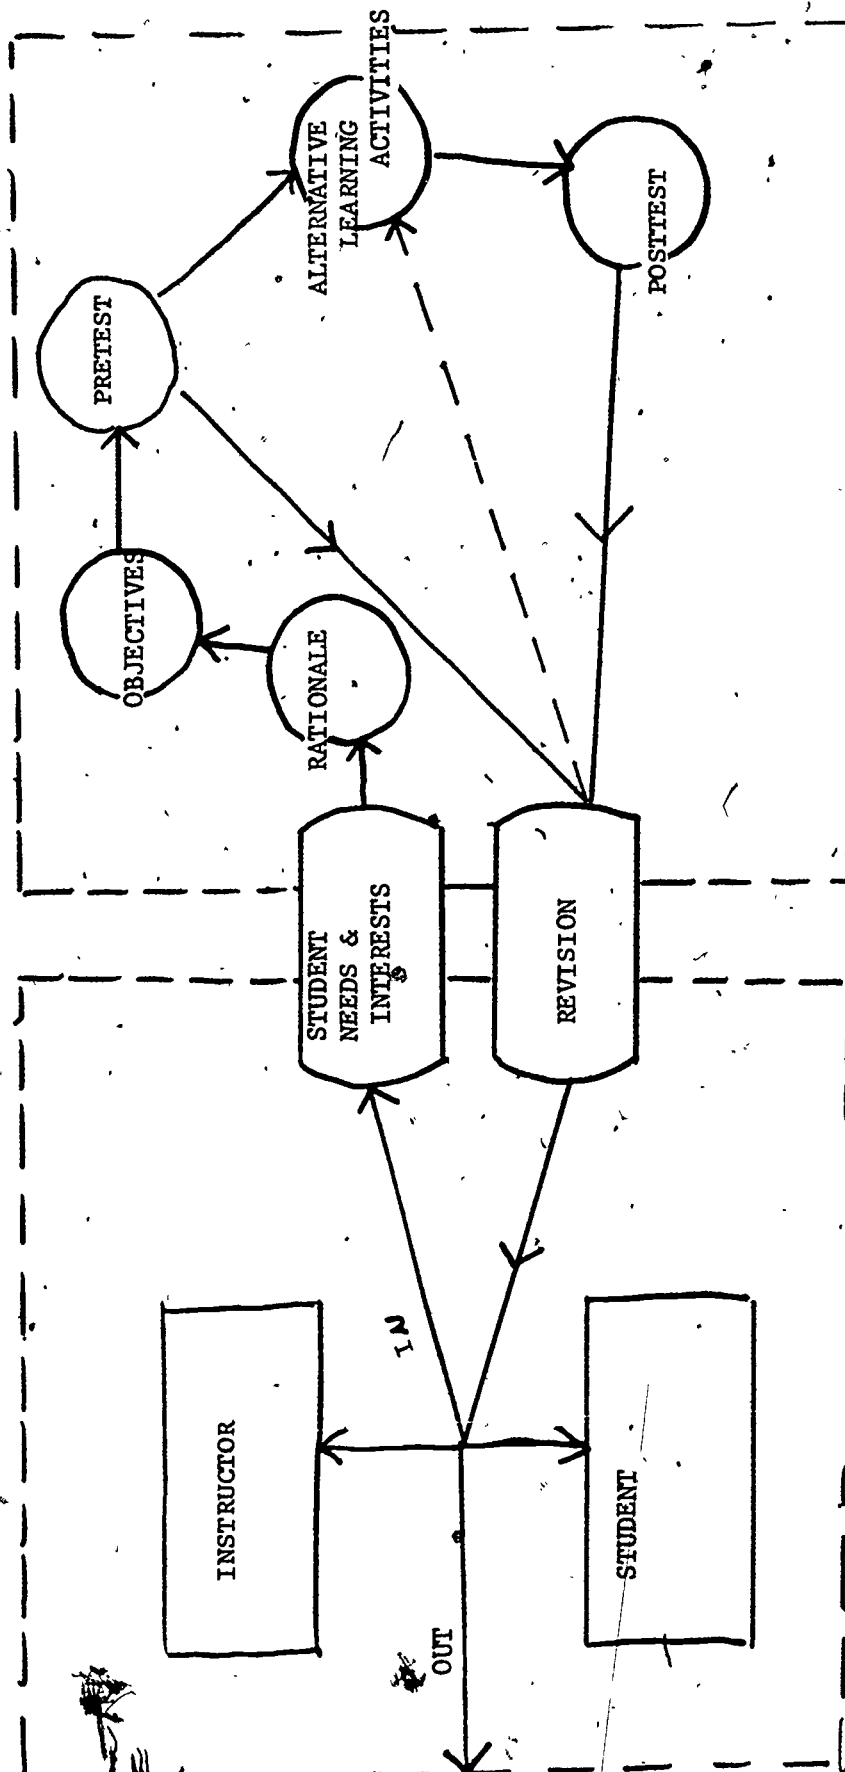 INSTRUCTOR
OUT
STUDENT
IN
STUDENT
NEEDS &
INTERESTS
REVISION
RATIONALE
OBJECTIVES
PRETEST
ALTERNATIVE
LEARNING
ACTIVITIES
POSTTEST